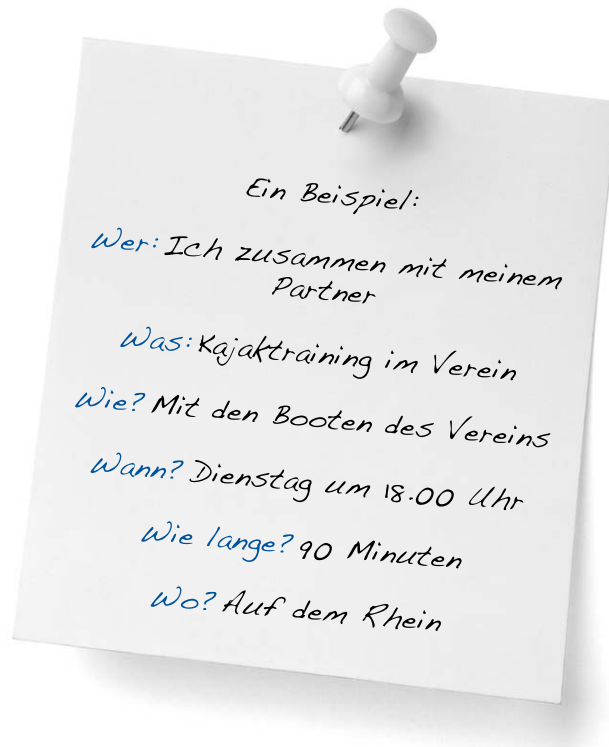 Ein Beispiel:
Wer: Ich zusammen mit meinem
Partner
Was: Kajaktraining im Verein
Wie? Mit den Booten des Vereins
Wann? Dienstag um 18.00 Uhr
Wie lange? 90 Minuten
Wo? Auf dem Rhein